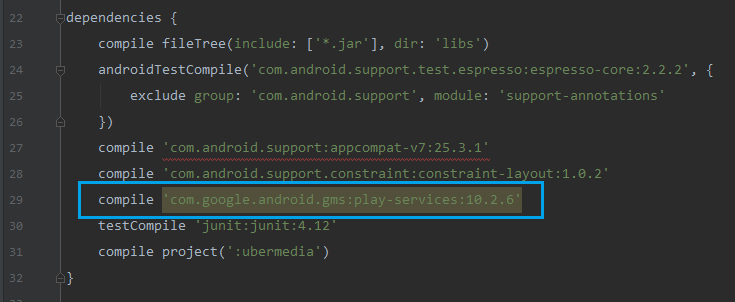 22 dependencies {
23 compile fileTree(include: ['*.jar'], dir: 'libs')
24 androidTestCompile('com.android.support.test.espresso:espresso-core:2.2.2', {
25 exclude group: 'com.android.support', module: 'support-annotations'
26 })
27 compile 'com.android.support:appcompat-v7:25.3.1'
28 compile 'com.android.support.constraint:constraint-layout:1.0.2'
29 compile 'com.google.android.gms:play-services:10.2.6'
30 testCompile 'junit:junit:4.12'
31 compile project(':ubermedia')
32 }